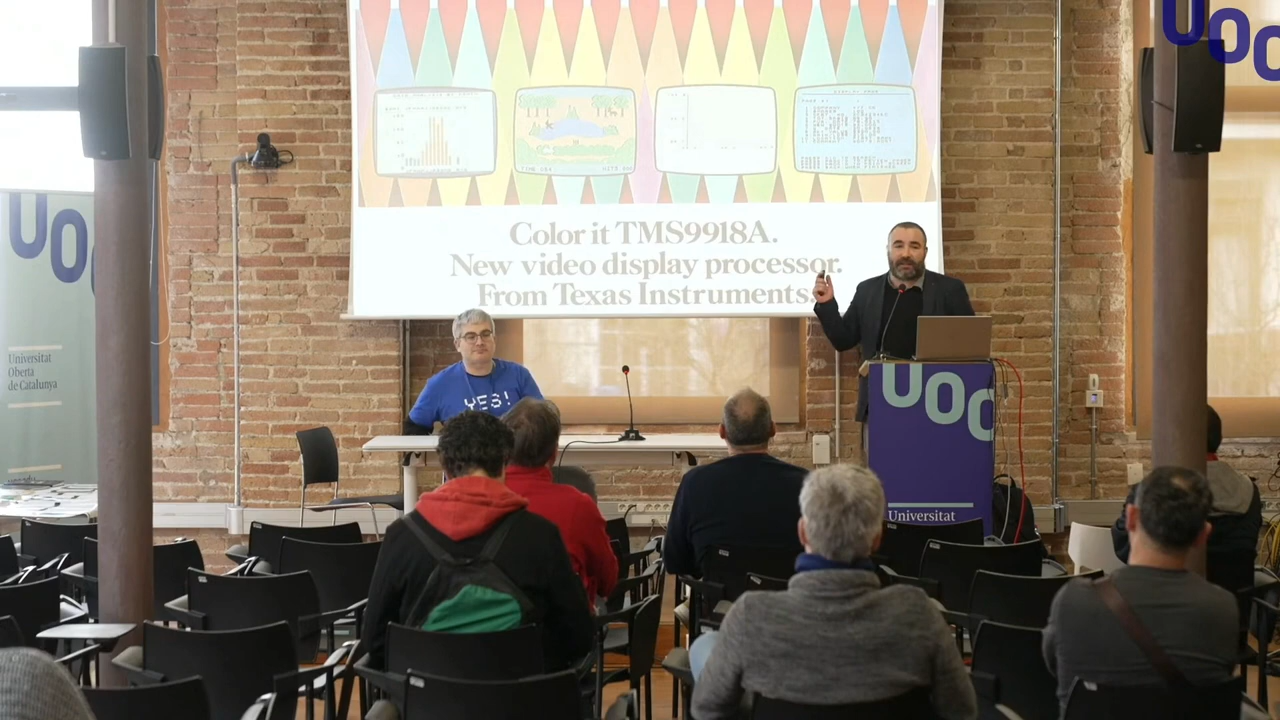 UOC
Color it TMS9918A.
New video display processor.
From Texas Instruments.
UOC
Universitat
Oberta
de Catalunya
YES!
UOC
Universitat